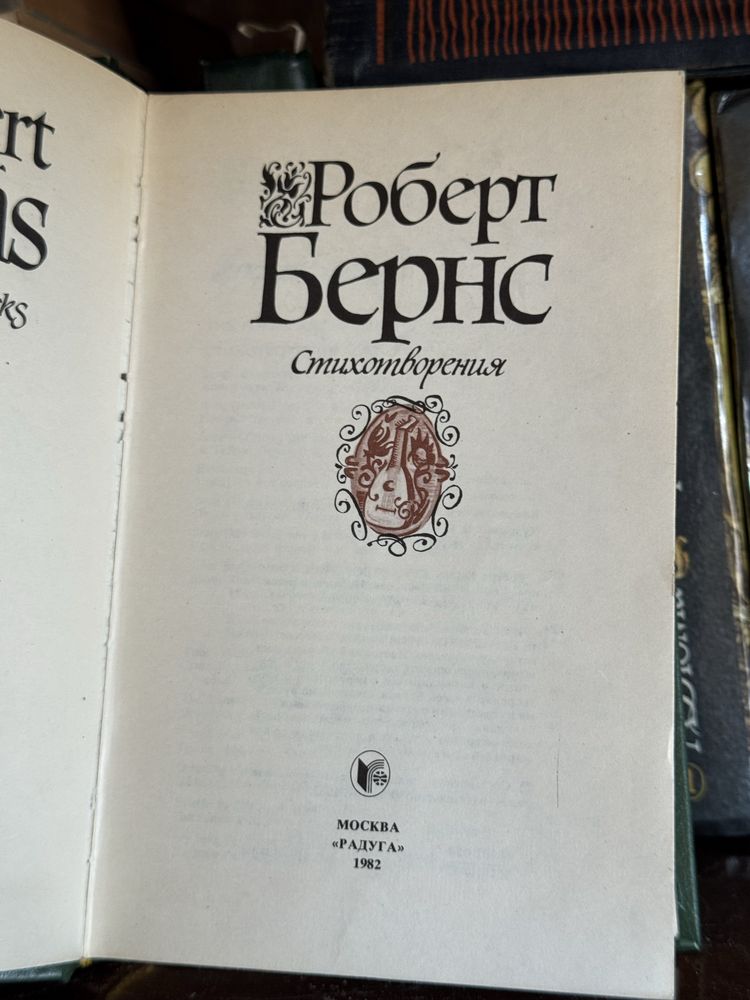 Роберт
Бернс
Стихотворения
МОСКВА
«РАДУГА»
1982